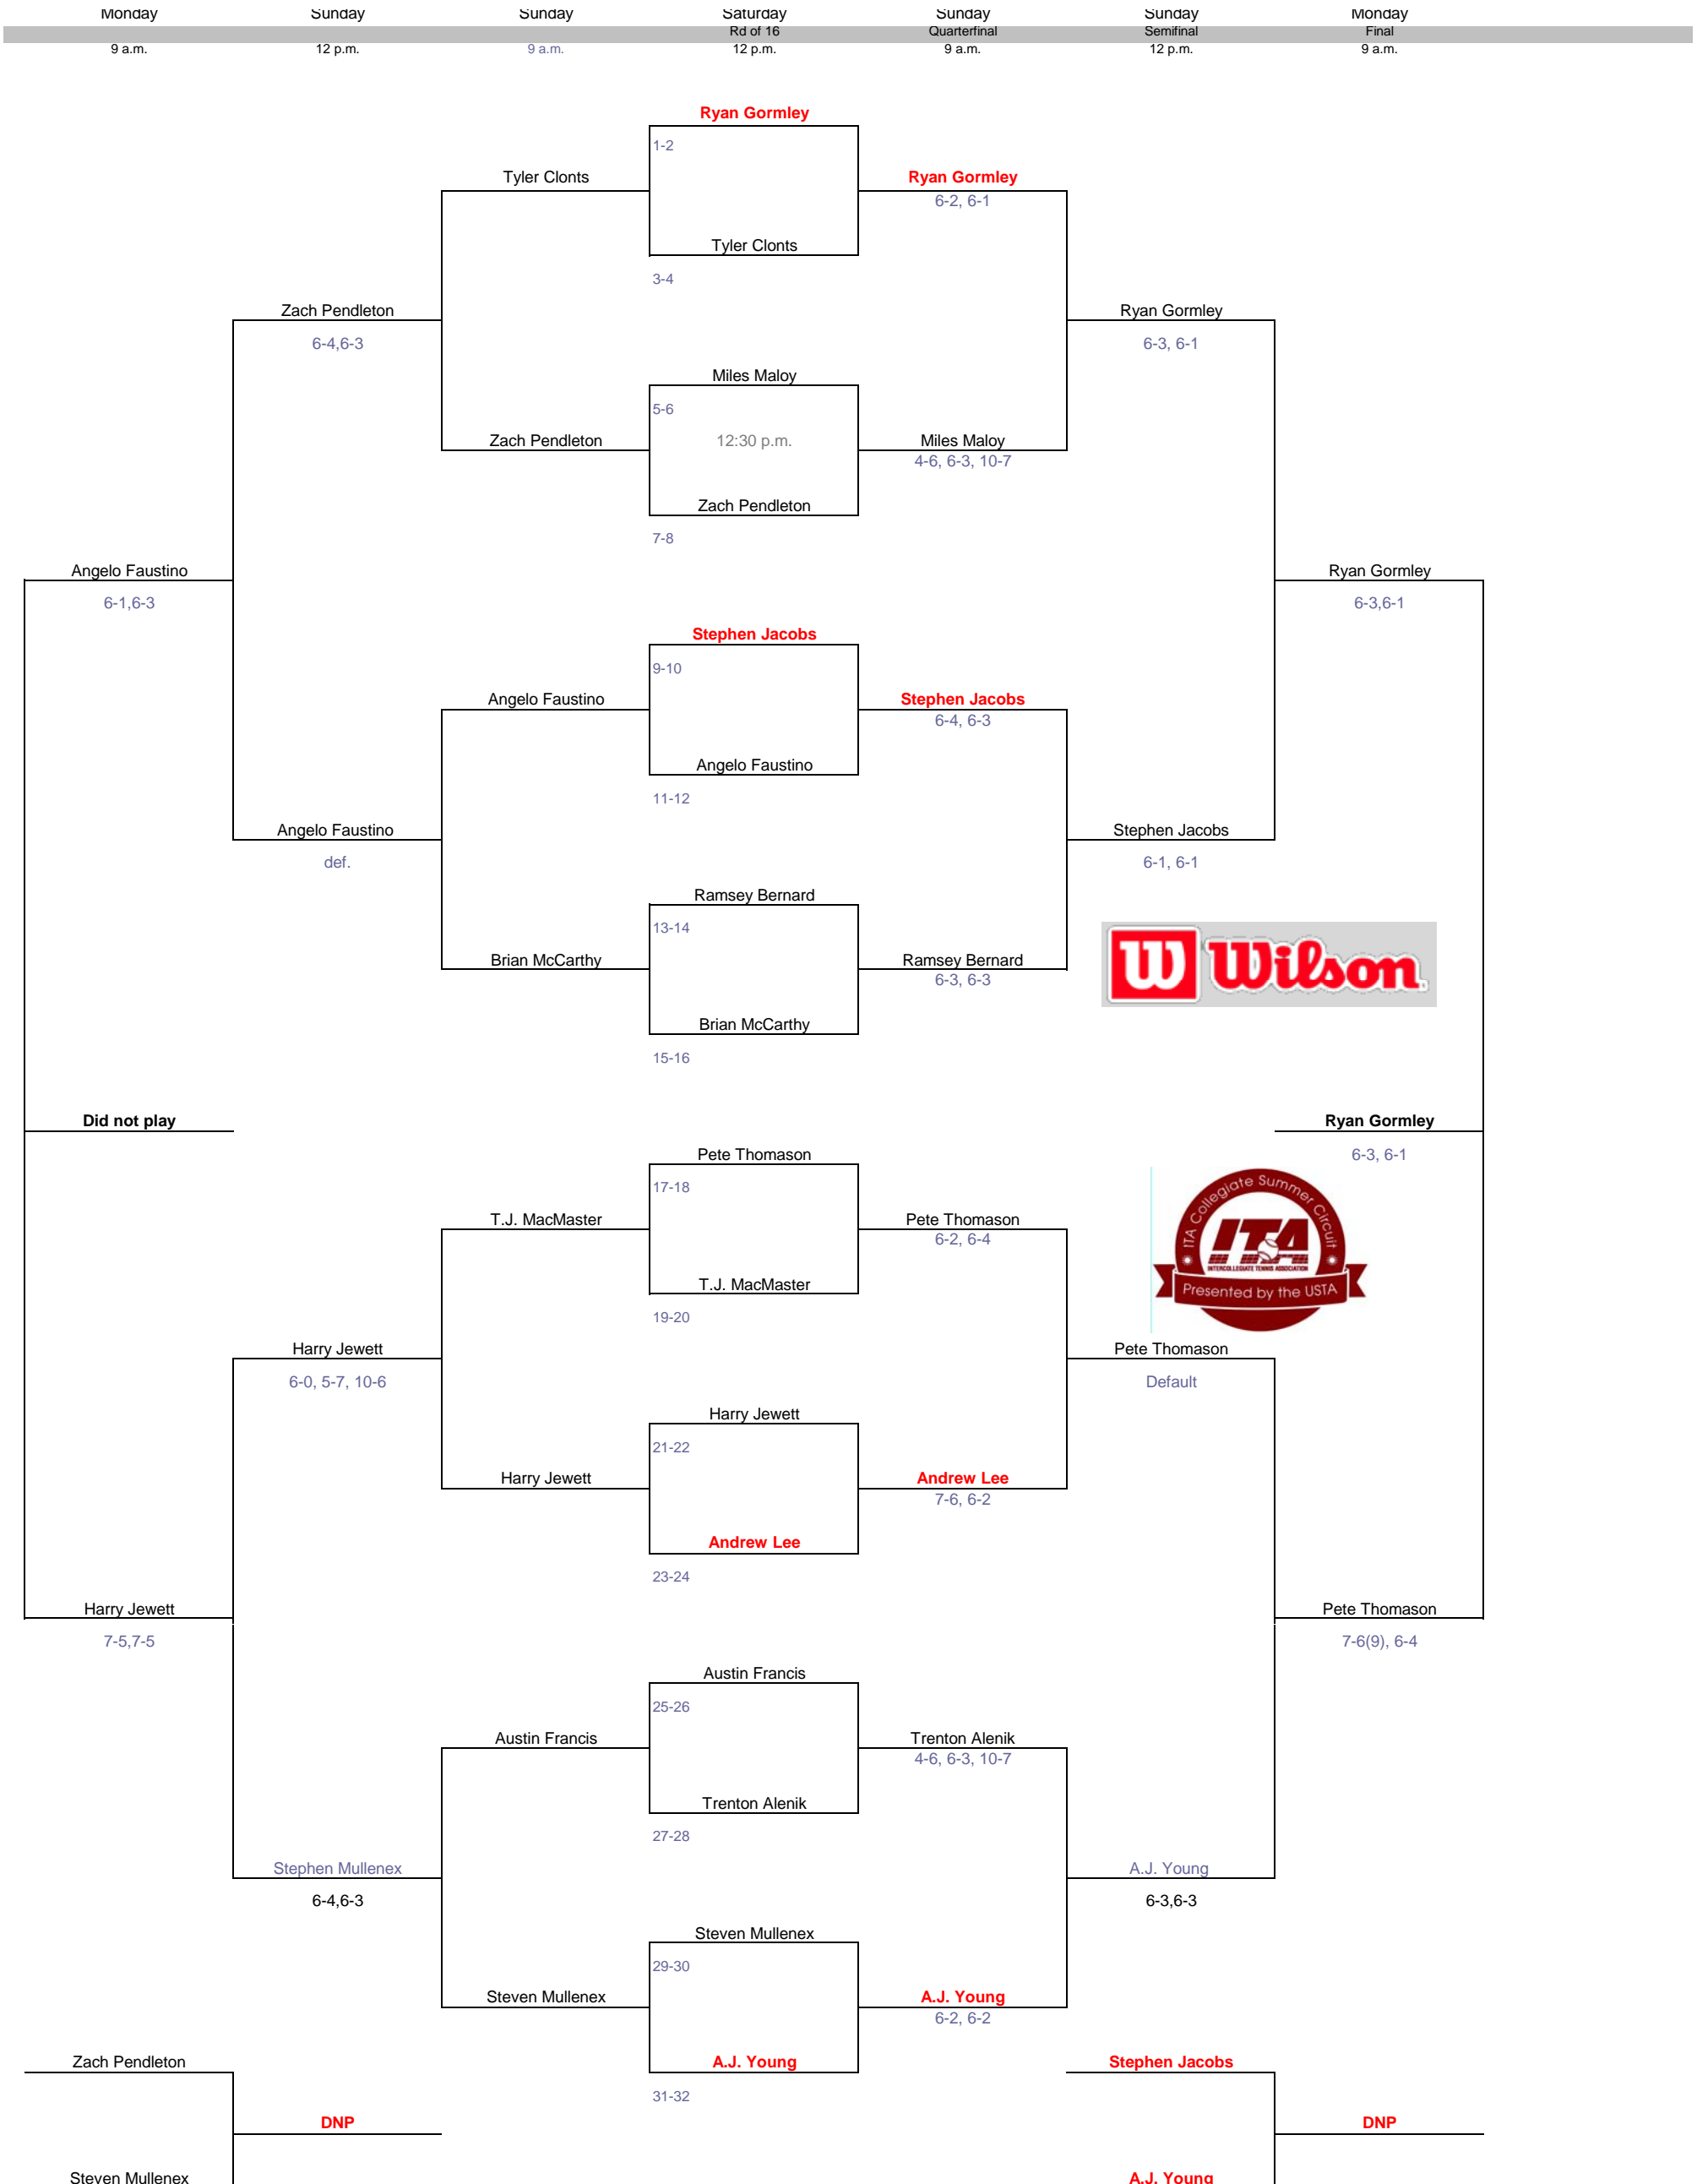 Monday Sunday Sunday Saturday Sunday Sunday Monday
Rd of 16 Quarterfinal Semifinal Final
9 a.m. 12 p.m. 9 a.m. 12 p.m. 9 a.m. 12 p.m. 9 a.m.
Ryan Gormley
1-2
Tyler Clonts Ryan Gormley
6-2, 6-1
Tyler Clonts
3-4
Zach Pendleton Ryan Gormley
6-4,6-3 6-3, 6-1
Miles Maloy
5-6
Zach Pendleton 12:30 p.m. Miles Maloy
4-6, 6-3, 10-7
Zach Pendleton
7-8
Angelo Faustino Ryan Gormley
6-1,6-3 6-3,6-1
Stephen Jacobs
9-10
Angelo Faustino Stephen Jacobs
6-4, 6-3
Angelo Faustino
11-12
Angelo Faustino Stephen Jacobs
def. 6-1, 6-1
Ramsey Bernard
13-14
Brian McCarthy Ramsey Bernard
6-3, 6-3
W Wilson
Brian McCarthy
15-16
Did not play Ryan Gormley
6-3, 6-1
Pete Thomason
17-18
T.J. MacMaster Pete Thomason
6-2, 6-4
ITA Collegiate Summer Circuit
ITA
INTERCOLLEGIATE TENNIS ASSOCIATION
Presented by the USTA
T.J. MacMaster
19-20
Harry Jewett Pete Thomason
6-0, 5-7, 10-6 Default
Harry Jewett
21-22
Harry Jewett Andrew Lee
7-6, 6-2
Andrew Lee
23-24
Harry Jewett Pete Thomason
7-5,7-5 7-6(9), 6-4
Austin Francis
25-26
Austin Francis Trenton Alenik
4-6, 6-3, 10-7
Trenton Alenik
27-28
Stephen Mullenex A.J. Young
6-4,6-3 6-3,6-3
Steven Mullenex
29-30
Steven Mullenex A.J. Young
6-2, 6-2
Zach Pendleton A.J. Young Stephen Jacobs
31-32
DNP DNP
Steven Mullenex A.J. Young